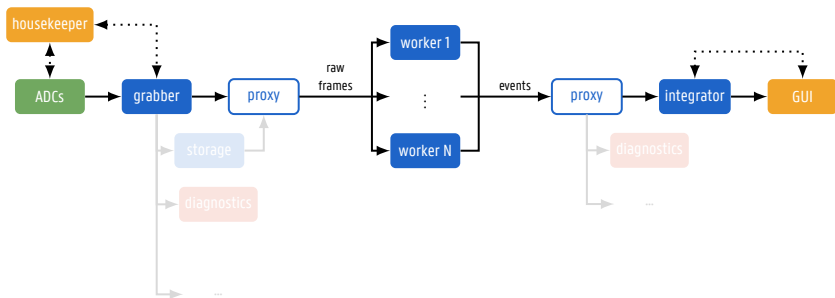 housekeeper
ADCs
grabber
proxy
raw
frames
worker 1
⋮
worker N
events
proxy
integrator
GUI
storage
diagnostics
...
diagnostics
...